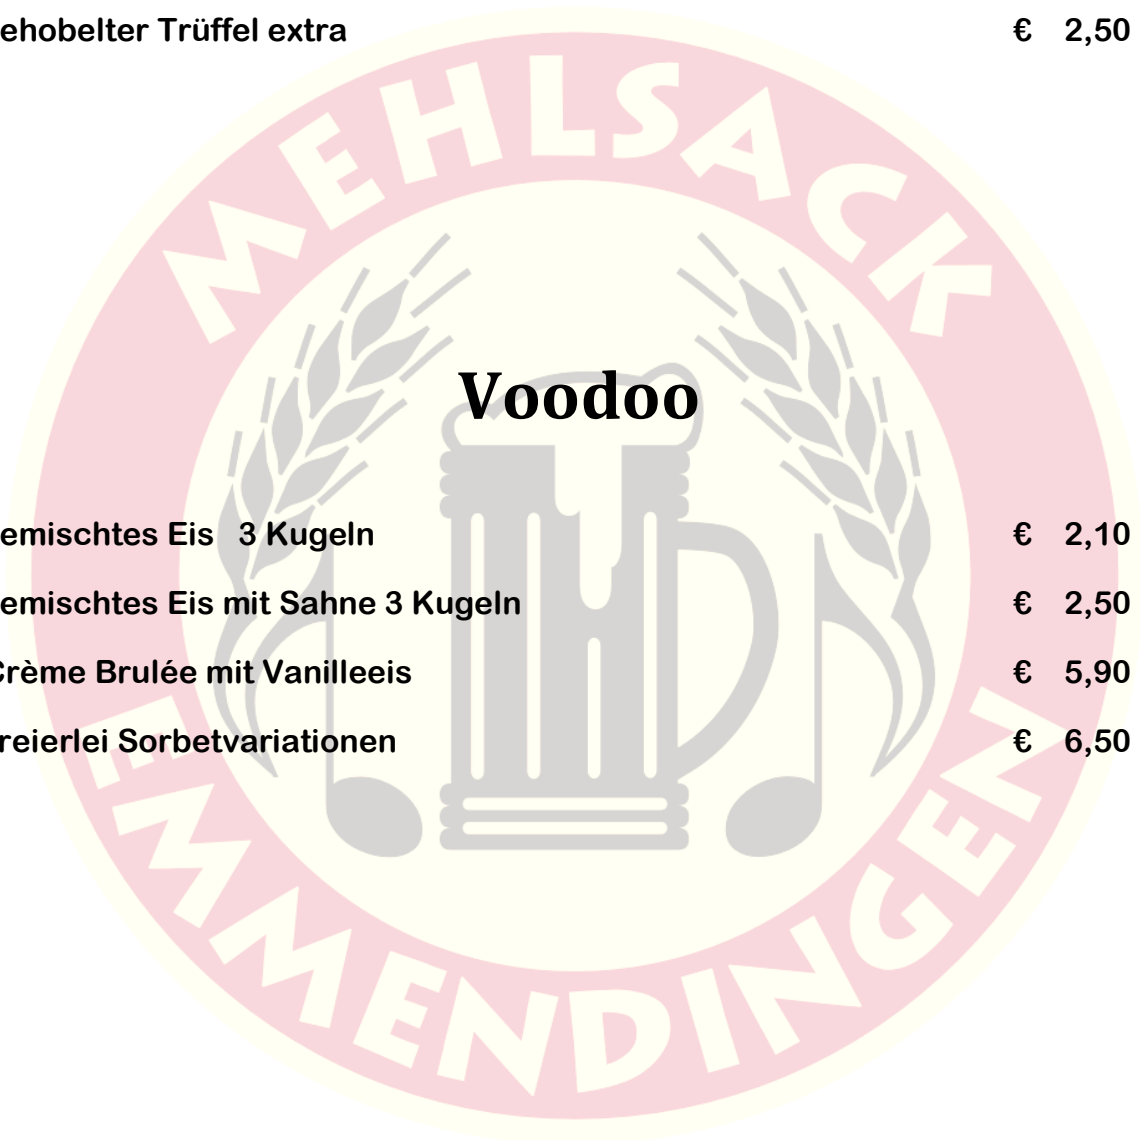 ehobelter Trüffel extra € 2,50
MEHLSACK
Voodoo
emischtes Eis 3 Kugeln € 2,10
emischtes Eis mit Sahne 3 Kugeln € 2,50
Crème Brulée mit Vanilleeis € 5,90
reierlei Sorbetvariationen € 6,50
EMMENDINGEN